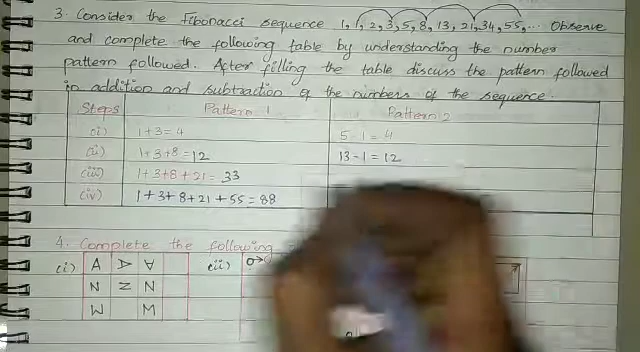 3. Consider the Fibonacci sequence 1, 1, 2, 3, 5, 8, 13, 21, 34, 55, ... Observe
and complete the following table by understanding the number
pattern followed. After filling the table discuss the pattern followed
in addition and subtraction of the numbers of the sequence.
Steps Pattern 1 Pattern 2
(i) 1+3=4 5-1=4
(ii) 1+3+8=12 13-1=12
(iii) 1+3+8+21=33
(iv) 1+3+8+21+55=88
4. Complete the following
(i) A A A (ii)
N Z N
W M